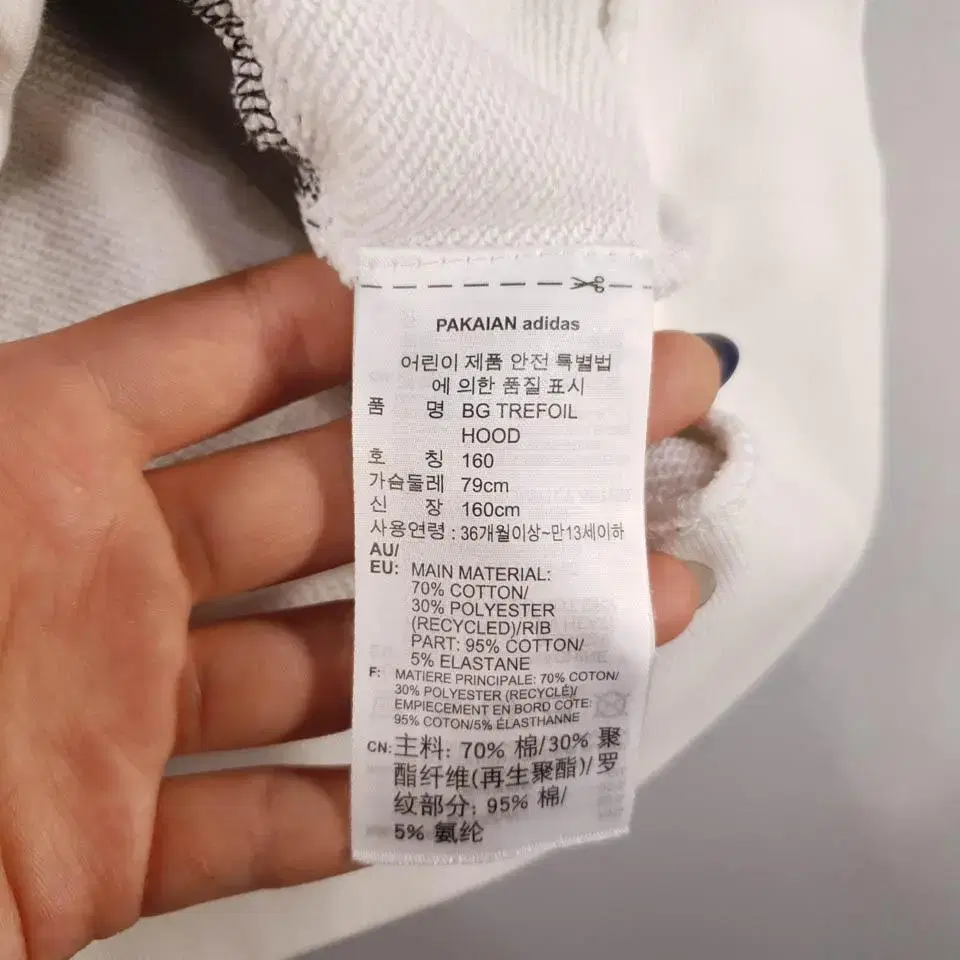 PAKAIAN adidas
어린이 제품 안전 특별법
에 의한 품질 표시
품 명 BG TREFOIL
HOOD
호 칭 160
가슴둘레 79cm
신 장 160cm
사용연령 : 36개월이상~만13세이하
AU/
EU: MAIN MATERIAL:
70% COTTON/
30% POLYESTER
(RECYCLED)/RIB
PART: 95% COTTON/
5% ELASTANE
F: MATIERE PRINCIPALE: 70% COTON/
30% POLYESTER (RECYCLÉ)/
EMPIECEMENT EN BORD COTE:
95% COTON/5% ÉLASTHANNE
CN: 主料: 70% 棉/30% 聚
酯纤维(再生聚酯)/罗
纹部分: 95% 棉/
5% 氨纶